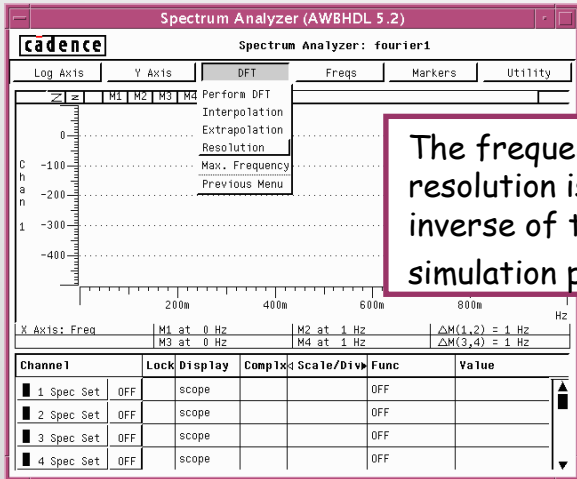 Spectrum Analyzer (AWBHDL 5.2)
cadence
Spectrum Analyzer: fourier1
Log Axis Y Axis DFT Freqs Markers Utility
Z z M1 M2 M3 M4
Perform DFT
Interpolation
Extrapolation
Resolution
Max. Frequency
Previous Menu
Chan 1
0
-100
-200
-300
-400
The freque
resolution is
inverse of t
simulation p
200m 400m 600m 800m
Hz
X Axis: Freq M1 at 0 Hz M2 at 1 Hz △M(1,2) = 1 Hz
M3 at 0 Hz M4 at 1 Hz △M(3,4) = 1 Hz
Channel Lock Display Complx Scale/Div Func Value
1 Spec Set OFF scope OFF
2 Spec Set OFF scope OFF
3 Spec Set OFF scope OFF
4 Spec Set OFF scope OFF